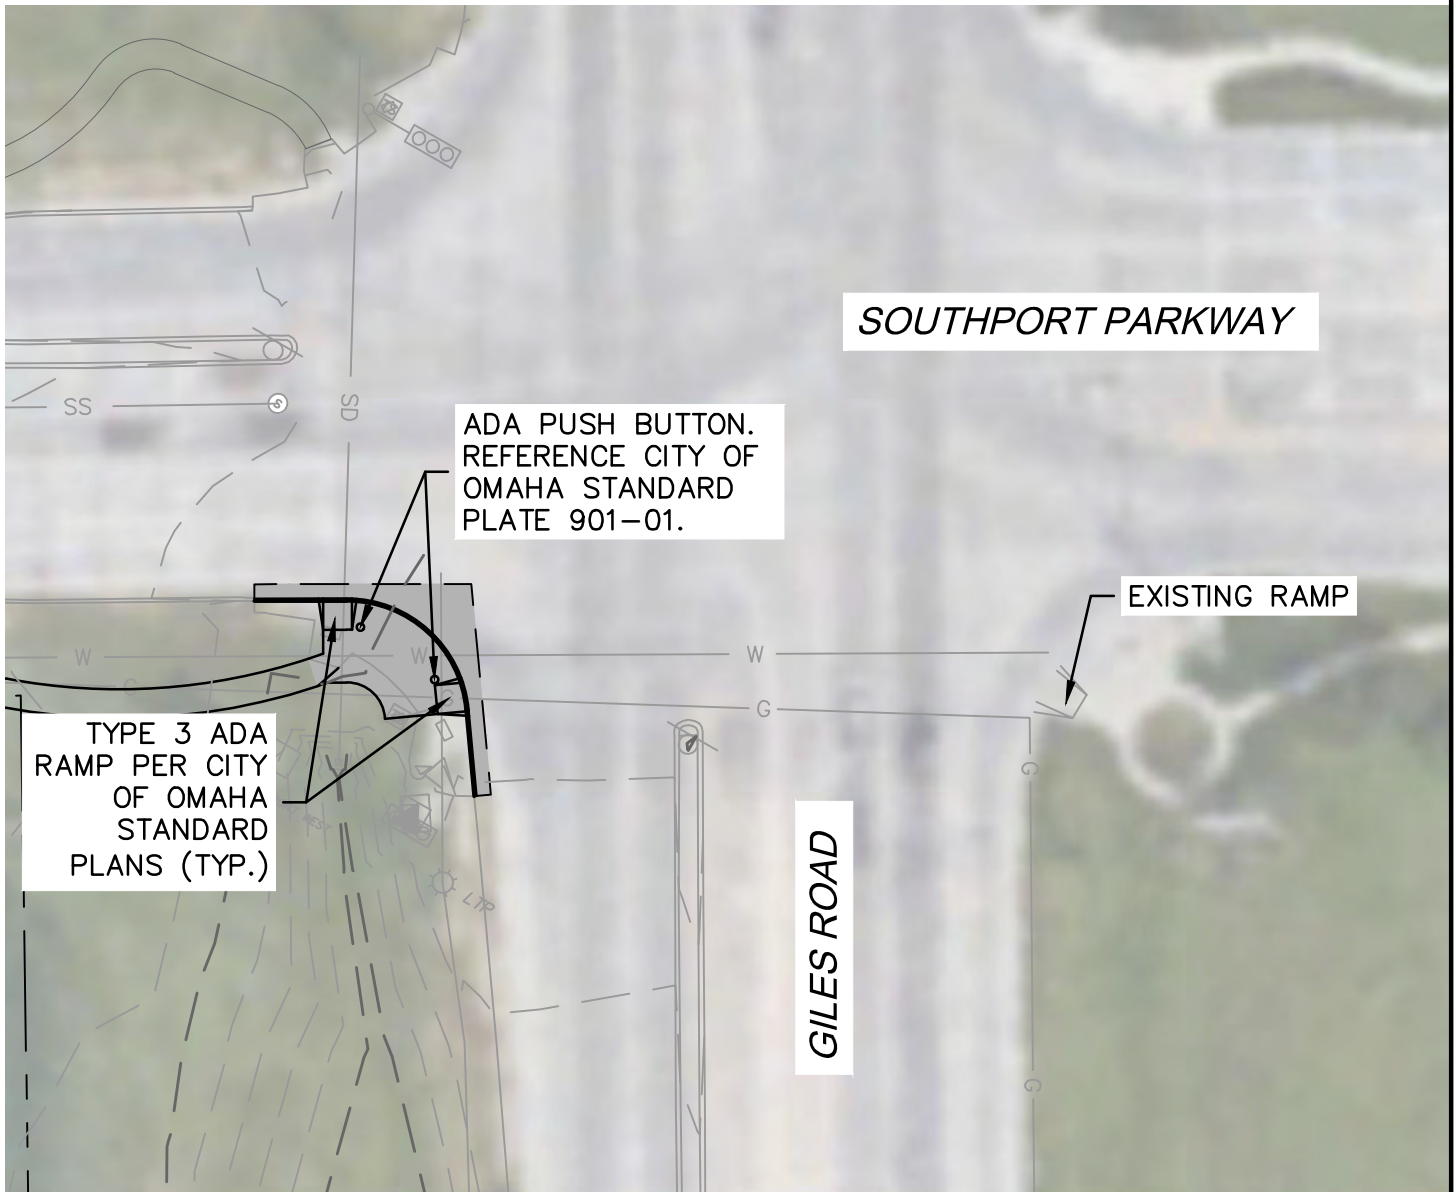 SOUTHPORT PARKWAY
SS
S
SD
ADA PUSH BUTTON.
REFERENCE CITY OF
OMAHA STANDARD
PLATE 901-01.
EXISTING RAMP
W
W
W
G
G
G
G
G
TYPE 3 ADA
RAMP PER CITY
OF OMAHA
STANDARD
PLANS (TYP.)
LTP
GILES ROAD